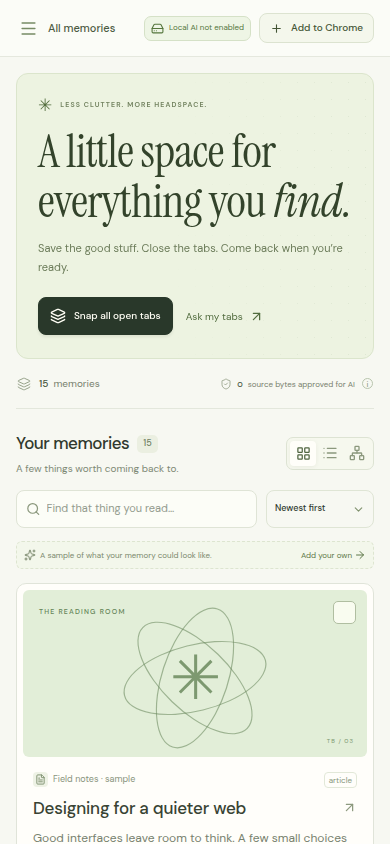 All memories
Local AI not enabled
Add to Chrome
LESS CLUTTER. MORE HEADSPACE.
A little space for
everything you find.
Save the good stuff. Close the tabs. Come back when you're
ready.
Snap all open tabs
Ask my tabs
15 memories
0 source bytes approved for AI
Your memories 15
A few things worth coming back to.
Find that thing you read...
Newest first
A sample of what your memory could look like.
Add your own
THE READING ROOM
TB / 03
Field notes · sample
article
Designing for a quieter web
Good interfaces leave room to think. A few small choices